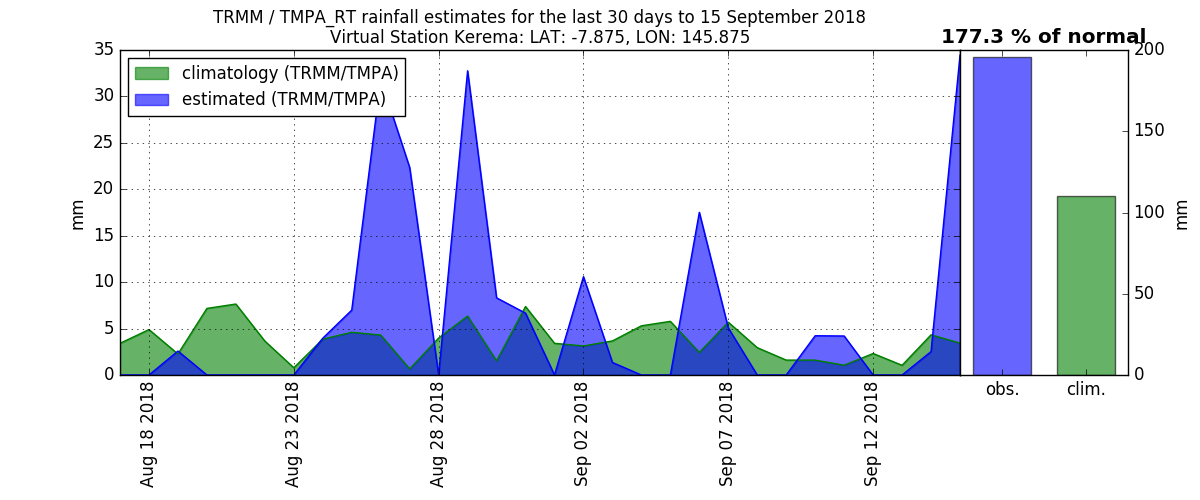 TRMM / TMPA_RT rainfall estimates for the last 30 days to 15 September 2018
Virtual Station Kerema: LAT: -7.875, LON: 145.875
177.3 % of normal
climatology (TRMM/TMPA)
estimated (TRMM/TMPA)
35
30
25
20
15
10
5
0
mm
Aug 18 2018
Aug 23 2018
Aug 28 2018
Sep 02 2018
Sep 07 2018
Sep 12 2018
obs.
clim.
200
150
100
50
0
mm